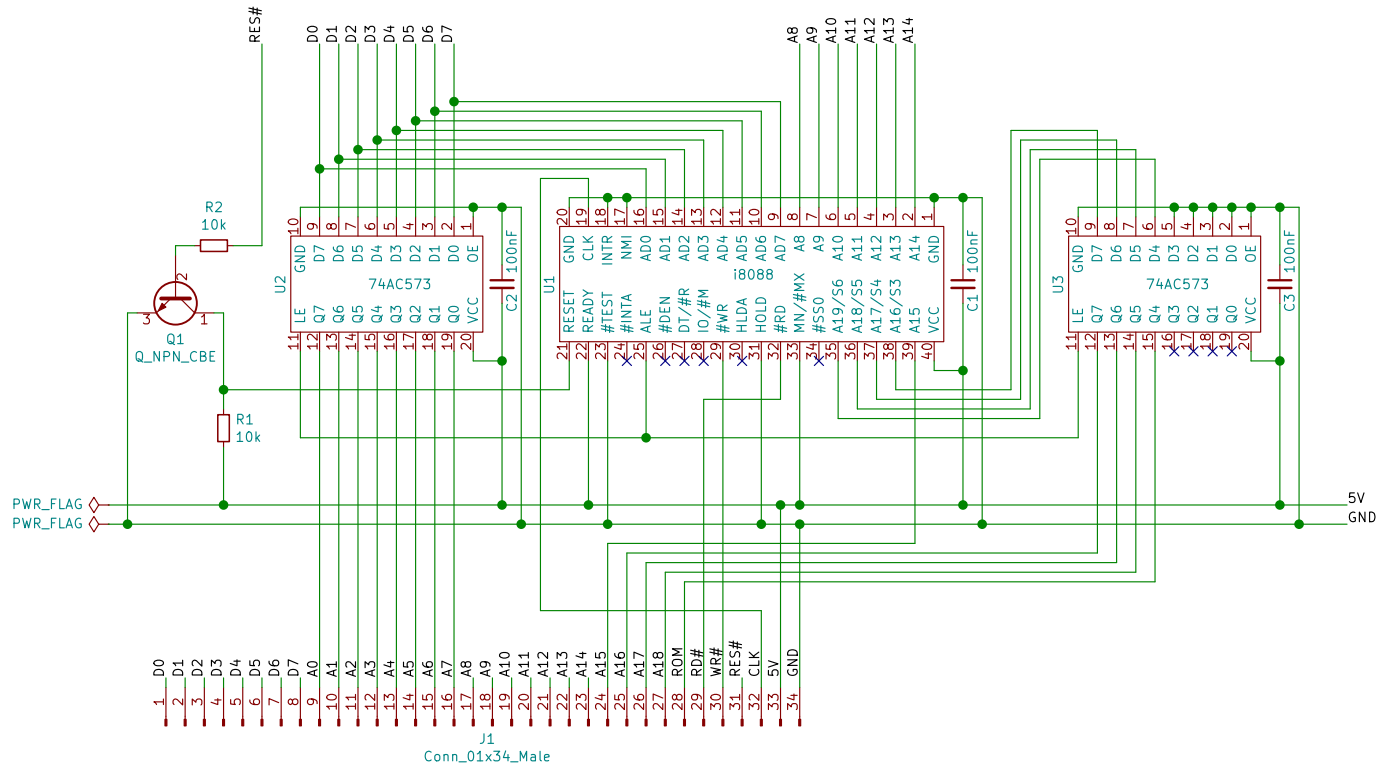 RES#
D0
D1
D2
D3
D4
D5
D6
D7
A8
A9
A10
A11
A12
A13
A14
R2
10k
2
3
1
Q1
Q_NPN_CBE
R1
10k
10 9 8 7 6 5 4 3 2 1
GND D7 D6 D5 D4 D3 D2 D1 D0 OE
U2
74AC573
LE Q7 Q6 Q5 Q4 Q3 Q2 Q1 Q0 VCC
11 12 13 14 15 16 17 18 19 20
100nF
C2
20 19 18 17 16 15 14 13 12 11 10 9 8 7 6 5 4 3 2 1
GND CLK INTR NMI AD0 AD1 AD2 AD3 AD4 AD5 AD6 AD7 A8 A9 A10 A11 A12 A13 A14 GND
U1
i8088
RESET READY #TEST #INTA ALE #DEN DT/#R IO/#M #WR HLDA HOLD #RD MN/#MX #SS0 A19/S6 A18/S5 A17/S4 A16/S3 A15 VCC
21 22 23 24 25 26 27 28 29 30 31 32 33 34 35 36 37 38 39 40
100nF
C1
10 9 8 7 6 5 4 3 2 1
GND D7 D6 D5 D4 D3 D2 D1 D0 OE
U3
74AC573
LE Q7 Q6 Q5 Q4 Q3 Q2 Q1 Q0 VCC
11 12 13 14 15 16 17 18 19 20
100nF
C3
PWR_FLAG
5V
PWR_FLAG
GND
D0 D1 D2 D3 D4 D5 D6 D7 A0 A1 A2 A3 A4 A5 A6 A7 A8 A9 A10 A11 A12 A13 A14 A15 A16 A17 A18 ROM RD# WR# RES# CLK 5V GND
1 2 3 4 5 6 7 8 9 10 11 12 13 14 15 16 17 18 19 20 21 22 23 24 25 26 27 28 29 30 31 32 33 34
J1
Conn_01x34_Male